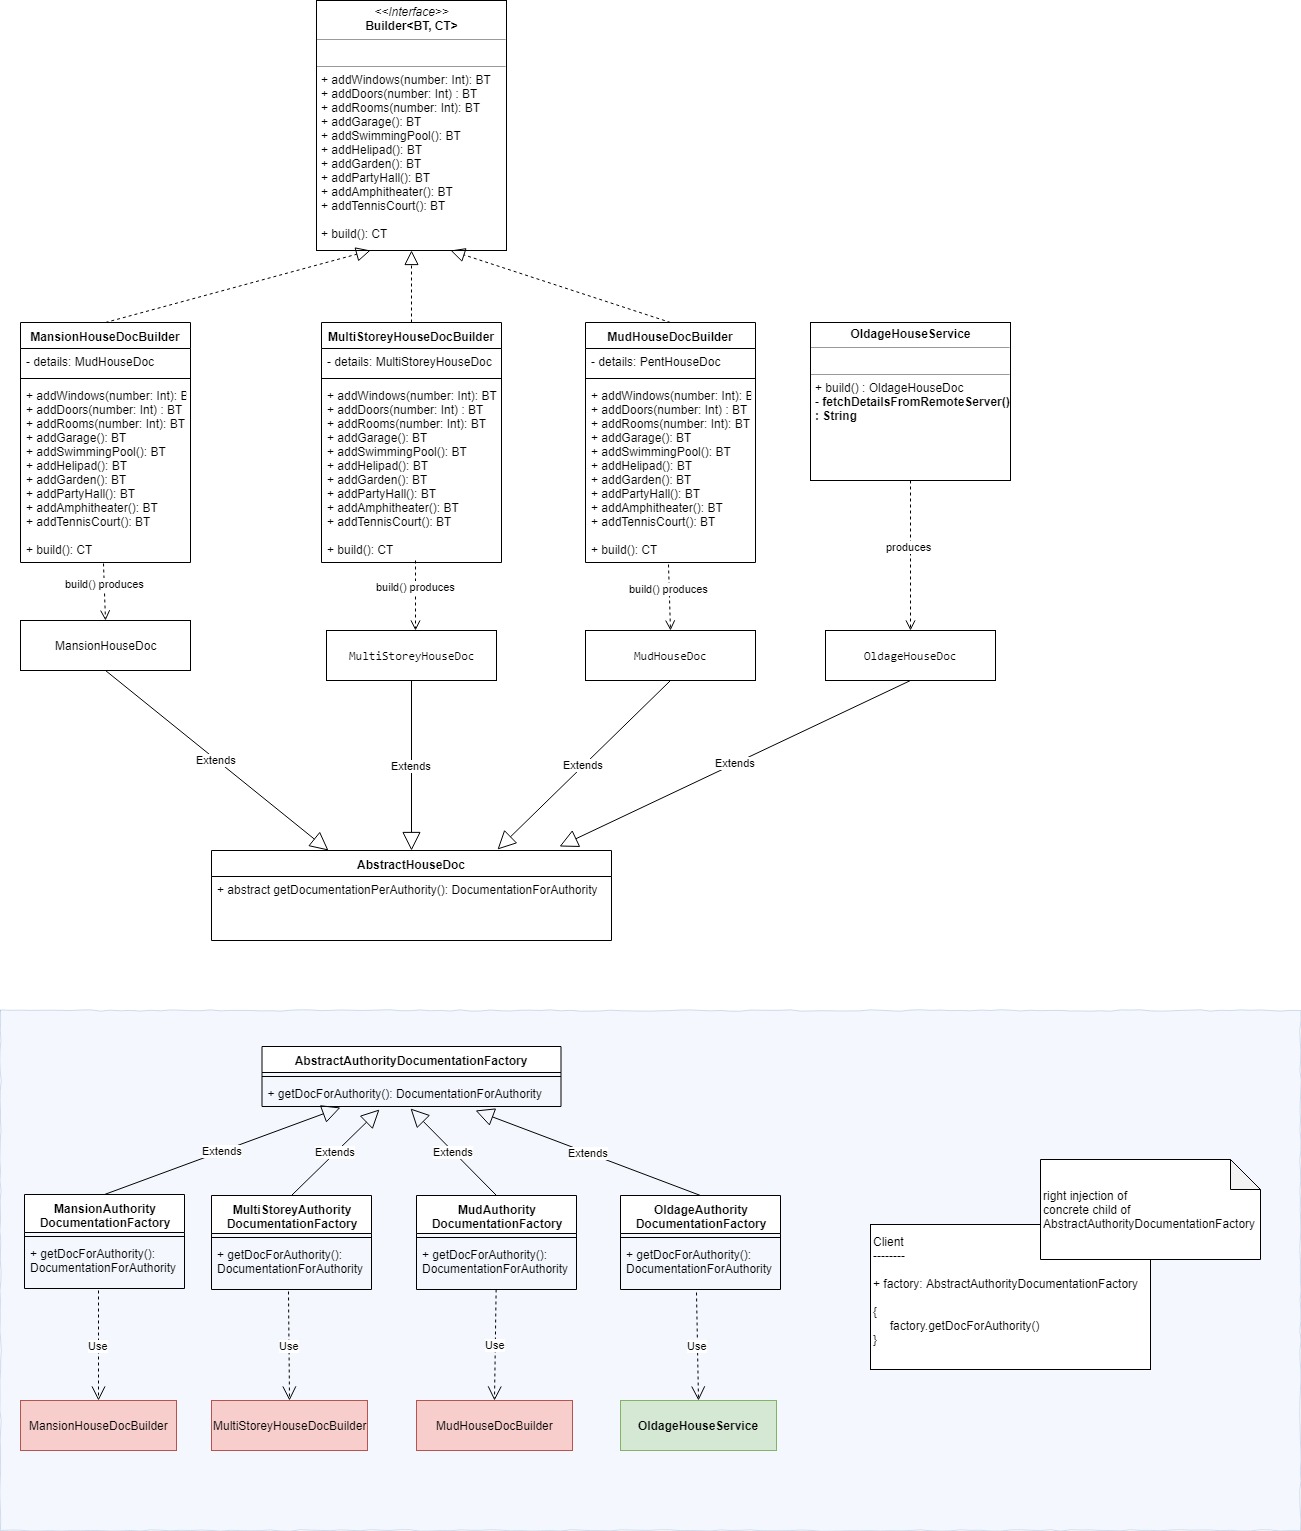 <<Interface>>
Builder<BT, CT>
+ addWindows(number: Int): BT
+ addDoors(number: Int) : BT
+ addRooms(number: Int): BT
+ addGarage(): BT
+ addSwimmingPool(): BT
+ addHelipad(): BT
+ addGarden(): BT
+ addPartyHall(): BT
+ addAmphitheater(): BT
+ addTennisCourt(): BT
+ build(): CT
MansionHouseDocBuilder
- details: MudHouseDoc
+ addWindows(number: Int): B
+ addDoors(number: Int) : BT
+ addRooms(number: Int): BT
+ addGarage(): BT
+ addSwimmingPool(): BT
+ addHelipad(): BT
+ addGarden(): BT
+ addPartyHall(): BT
+ addAmphitheater(): BT
+ addTennisCourt(): BT
+ build(): CT
MultiStoreyHouseDocBuilder
- details: MultiStoreyHouseDoc
+ addWindows(number: Int): BT
+ addDoors(number: Int) : BT
+ addRooms(number: Int): BT
+ addGarage(): BT
+ addSwimmingPool(): BT
+ addHelipad(): BT
+ addGarden(): BT
+ addPartyHall(): BT
+ addAmphitheater(): BT
+ addTennisCourt(): BT
+ build(): CT
MudHouseDocBuilder
- details: PentHouseDoc
+ addWindows(number: Int): B
+ addDoors(number: Int) : BT
+ addRooms(number: Int): BT
+ addGarage(): BT
+ addSwimmingPool(): BT
+ addHelipad(): BT
+ addGarden(): BT
+ addPartyHall(): BT
+ addAmphitheater(): BT
+ addTennisCourt(): BT
+ build(): CT
OldageHouseService
+ build() : OldageHouseDoc
- fetchDetailsFromRemoteServer()
: String
build() produces
build() produces
build() produces
produces
MansionHouseDoc
MultiStoreyHouseDoc
MudHouseDoc
OldageHouseDoc
Extends
Extends
Extends
Extends
AbstractHouseDoc
+ abstract getDocumentationPerAuthority(): DocumentationForAuthority
AbstractAuthorityDocumentationFactory
+ getDocForAuthority(): DocumentationForAuthority
Extends
Extends
Extends
Extends
MansionAuthority
DocumentationFactory
+ getDocForAuthority():
DocumentationForAuthority
MultiStoreyAuthority
DocumentationFactory
+ getDocForAuthority():
DocumentationForAuthority
MudAuthority
DocumentationFactory
+ getDocForAuthority():
DocumentationForAuthority
OldageAuthority
DocumentationFactory
+ getDocForAuthority():
DocumentationForAuthority
right injection of
concrete child of
AbstractAuthorityDocumentationFactory
Client
--------
+ factory: AbstractAuthorityDocumentationFactory
{
factory.getDocForAuthority()
}
Use
Use
Use
Use
MansionHouseDocBuilder
MultiStoreyHouseDocBuilder
MudHouseDocBuilder
OldageHouseService